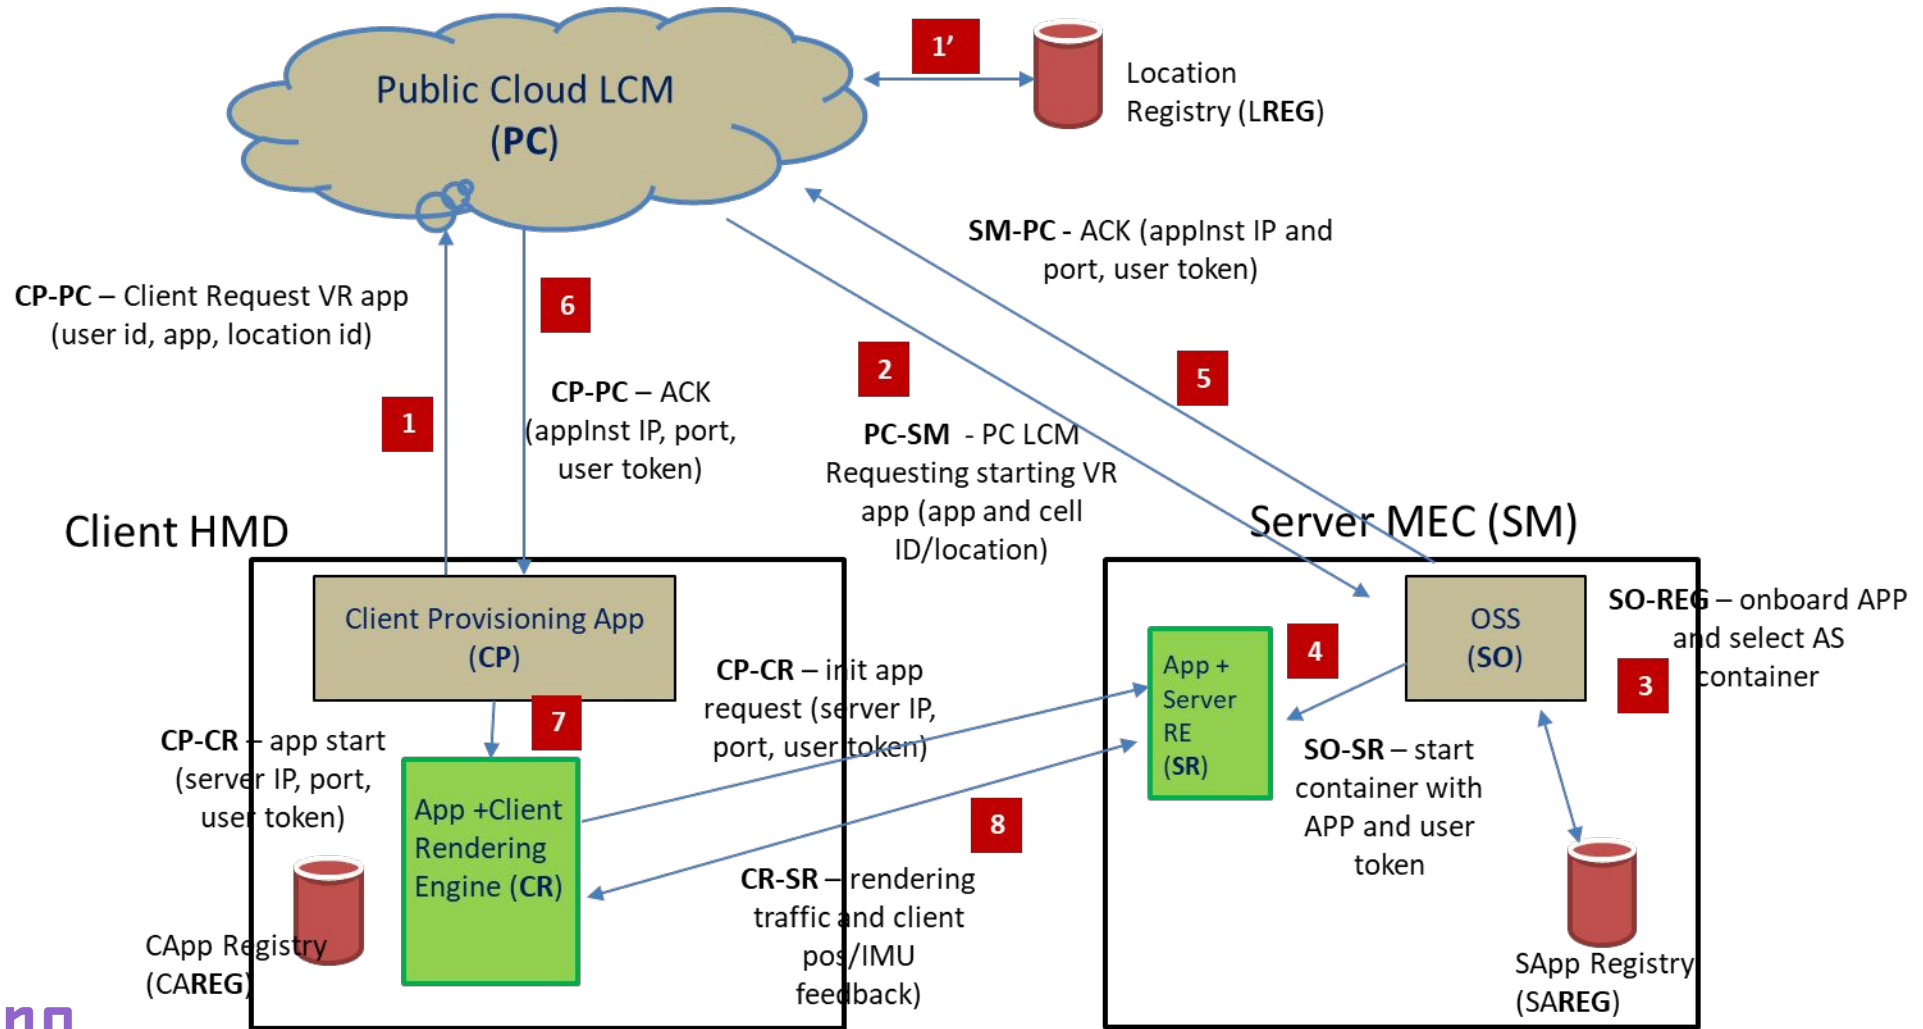 1’
Public Cloud LCM
(PC)
Location
Registry (LREG)
SM-PC - ACK (appInst IP and
port, user token)
CP-PC – Client Request VR app
(user id, app, location id)
6
2
5
1
CP-PC – ACK
(appInst IP, port,
user token)
PC-SM - PC LCM
Requesting starting VR
app (app and cell
ID/location)
Client HMD
Server MEC (SM)
Client Provisioning App
(CP)
OSS
(SO)
SO-REG – onboard APP
and select AS
container
4
3
App +
Server
RE
(SR)
CP-CR – init app
request (server IP,
port, user token)
7
CP-CR – app start
(server IP, port,
user token)
SO-SR – start
container with
APP and user
token
App +Client
Rendering
Engine (CR)
8
CR-SR – rendering
traffic and client
pos/IMU
feedback)
CApp Registry
(CAREG)
SApp Registry
(SAREG)